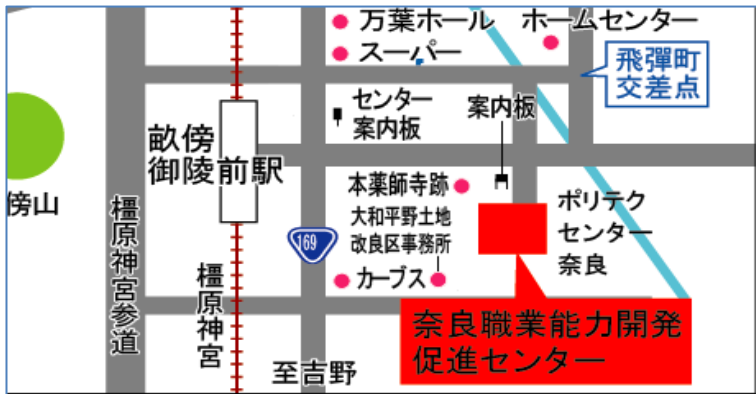 万葉ホール
ホームセンター
スーパー
飛彈町
交差点
センター
案内板
案内板
畝傍
御陵前駅
傍山
橿原神宮参道
本薬師寺跡
大和平野土地
改良区事務所
ポリテク
センター
奈良
169
カーブス
橿原神宮
奈良職業能力開発
促進センター
至吉野